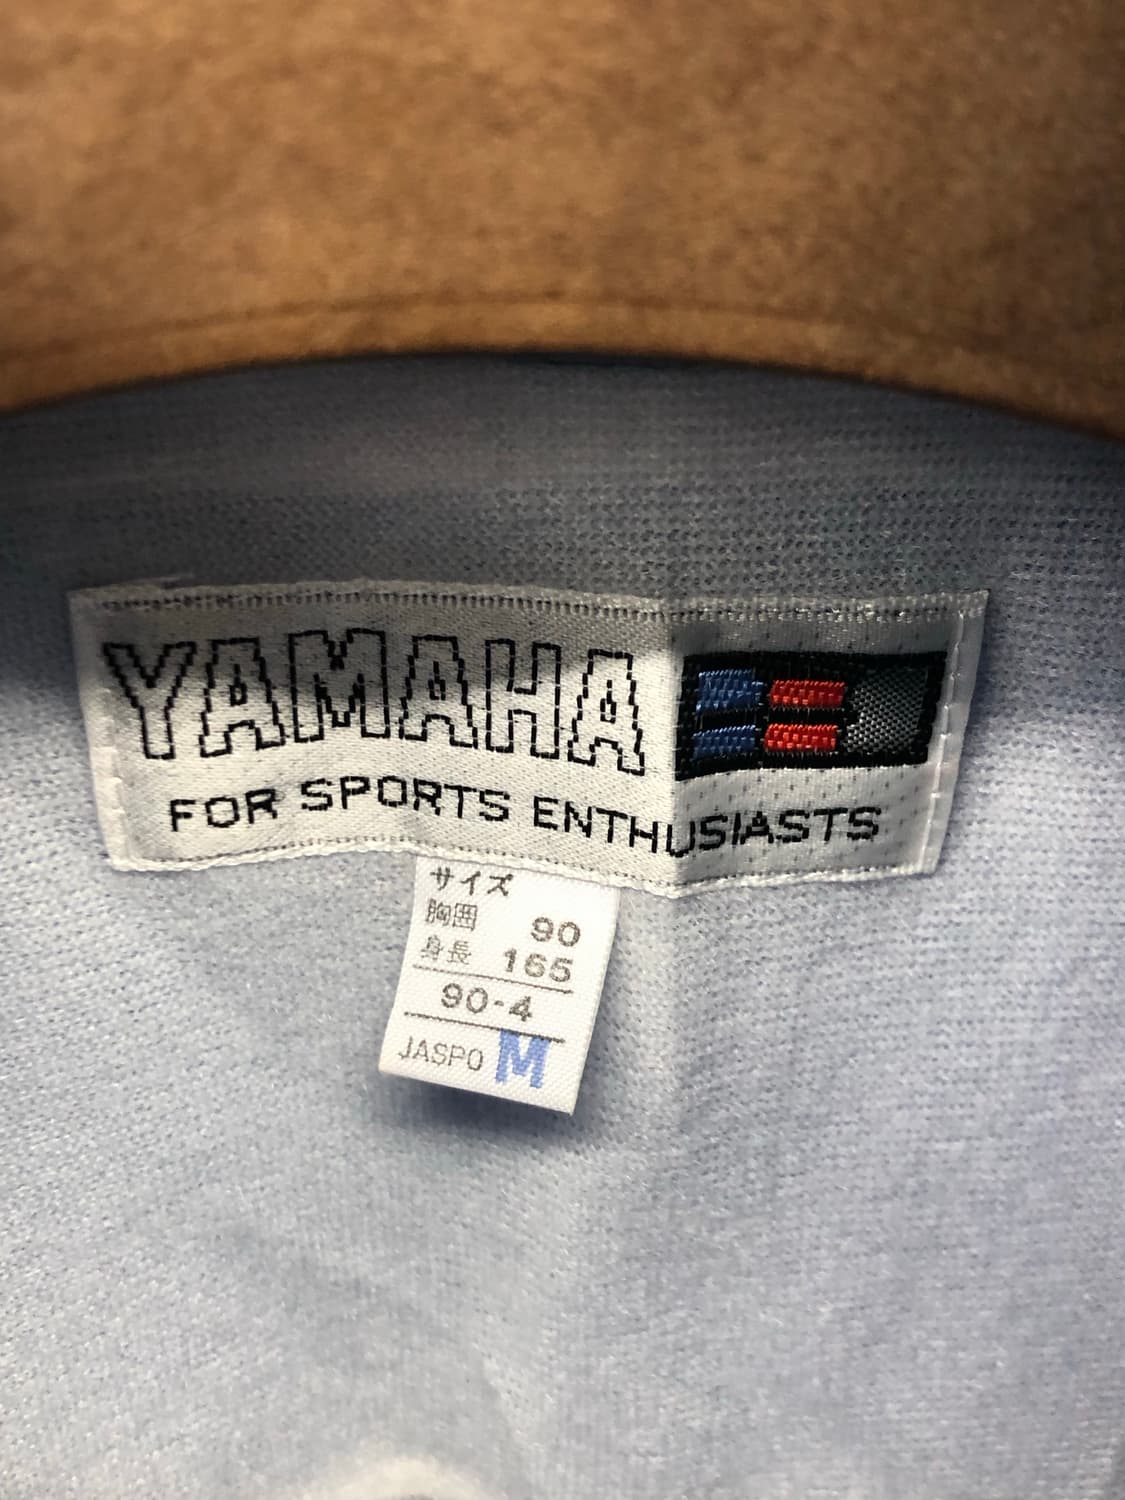 YAMAHA
FOR SPORTS ENTHUSIASTS
サイズ
胸囲 90
身長 165
90-4
JASPO M